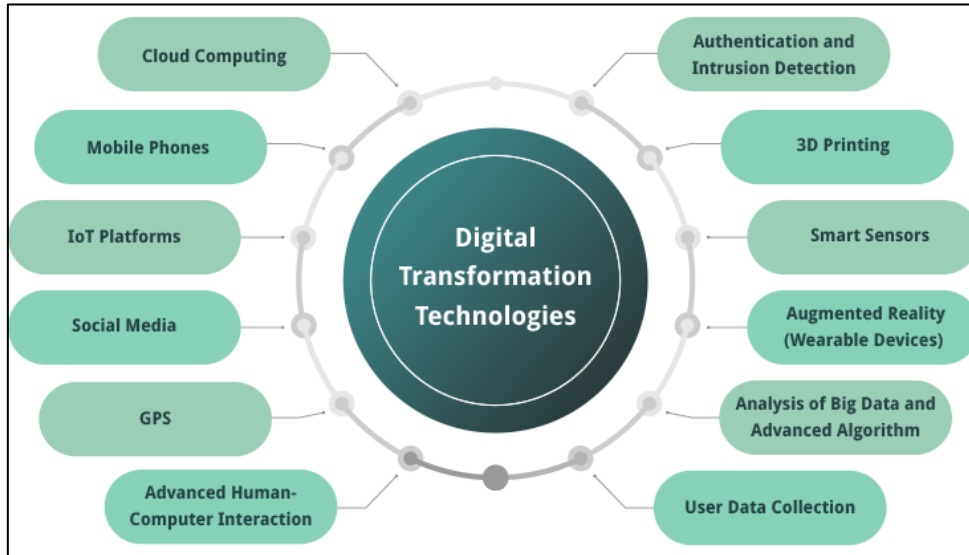 Cloud Computing
Mobile Phones
IoT Platforms
Social Media
GPS
Advanced Human-
Computer Interaction
Digital
Transformation
Technologies
Authentication and
Intrusion Detection
3D Printing
Smart Sensors
Augmented Reality
(Wearable Devices)
Analysis of Big Data and
Advanced Algorithm
User Data Collection